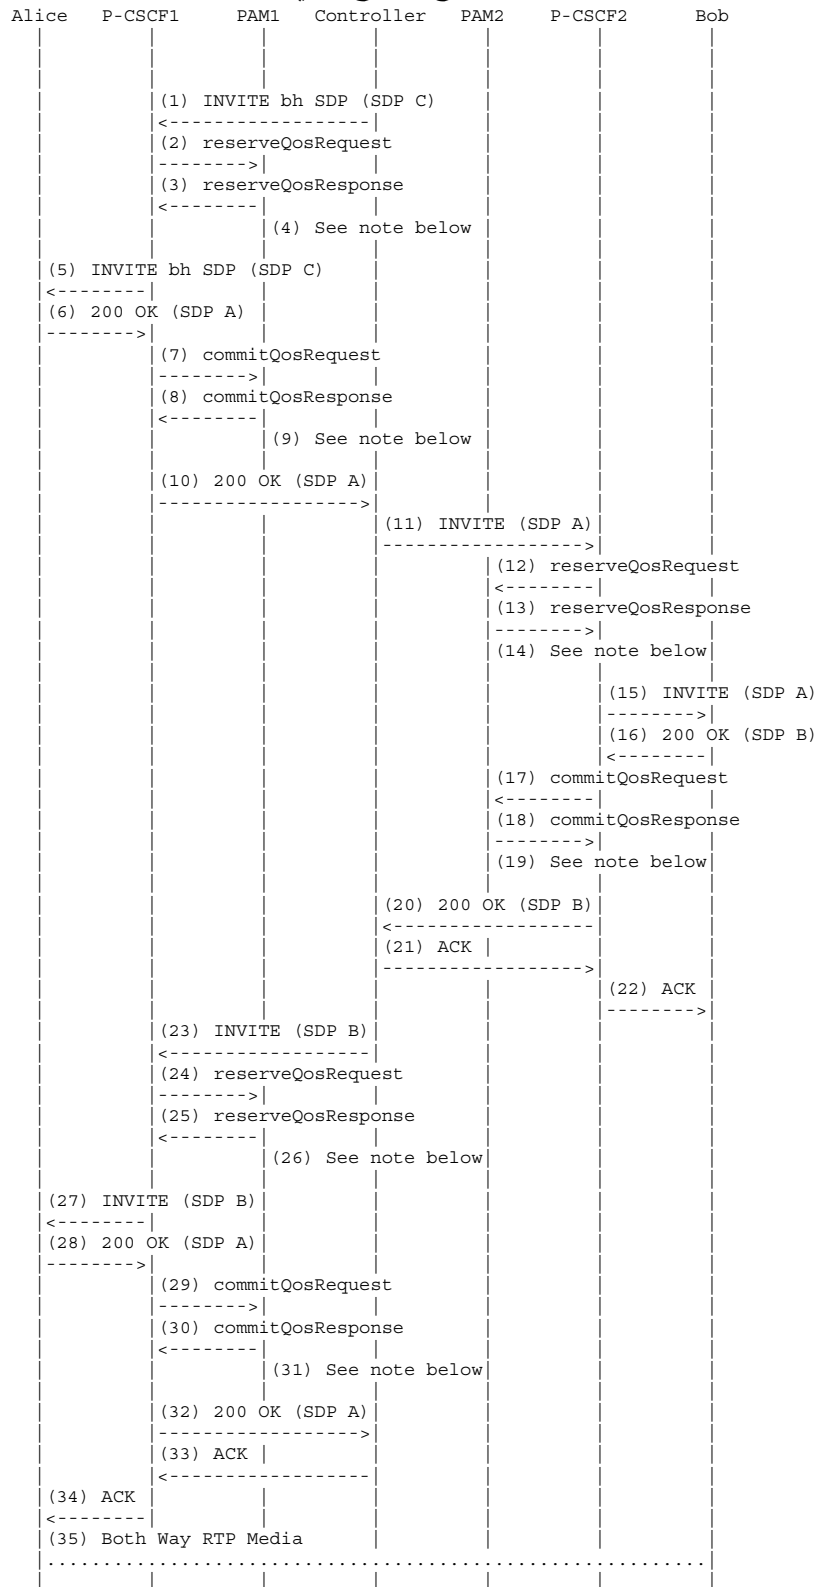 Alice P-CSCF1 PAM1 Controller PAM2 P-CSCF2 Bob
(1) INVITE bh SDP (SDP C)
(2) reserveQosRequest
(3) reserveQosResponse
(4) See note below
(5) INVITE bh SDP (SDP C)
(6) 200 OK (SDP A)
(7) commitQosRequest
(8) commitQosResponse
(9) See note below
(10) 200 OK (SDP A)
(11) INVITE (SDP A)
(12) reserveQosRequest
(13) reserveQosResponse
(14) See note below
(15) INVITE (SDP A)
(16) 200 OK (SDP B)
(17) commitQosRequest
(18) commitQosResponse
(19) See note below
(20) 200 OK (SDP B)
(21) ACK
(22) ACK
(23) INVITE (SDP B)
(24) reserveQosRequest
(25) reserveQosResponse
(26) See note below
(27) INVITE (SDP B)
(28) 200 OK (SDP A)
(29) commitQosRequest
(30) commitQosResponse
(31) See note below
(32) 200 OK (SDP A)
(33) ACK
(34) ACK
(35) Both Way RTP Media